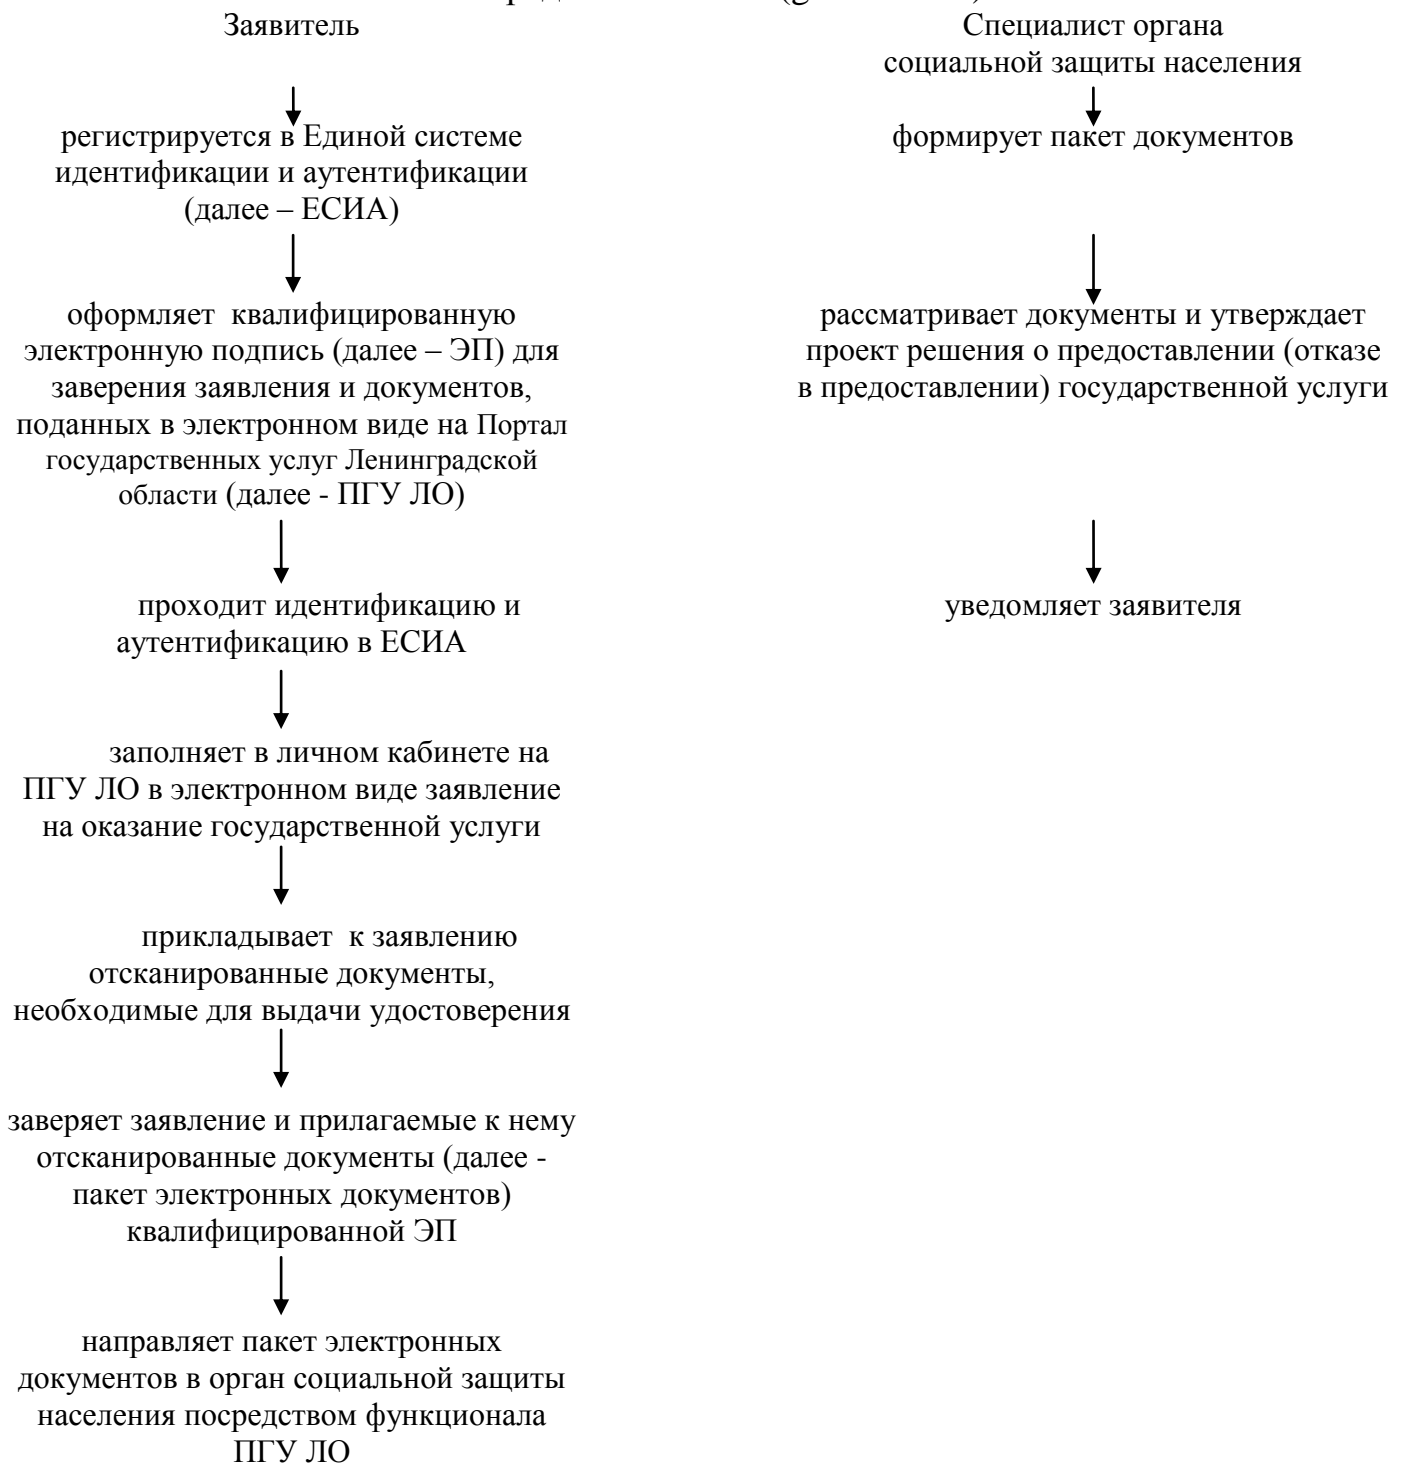 Заявитель
регистрируется в Единой системе
идентификации и аутентификации
(далее – ЕСИА)
оформляет квалифицированную
электронную подпись (далее – ЭП) для
заверения заявления и документов,
поданных в электронном виде на Портал
государственных услуг Ленинградской
области (далее - ПГУ ЛО)
проходит идентификацию и
аутентификацию в ЕСИА
заполняет в личном кабинете на
ПГУ ЛО в электронном виде заявление
на оказание государственной услуги
прикладывает к заявлению
отсканированные документы,
необходимые для выдачи удостоверения
заверяет заявление и прилагаемые к нему
отсканированные документы (далее -
пакет электронных документов)
квалифицированной ЭП
направляет пакет электронных
документов в орган социальной защиты
населения посредством функционала
ПГУ ЛО
Специалист органа
социальной защиты населения
формирует пакет документов
рассматривает документы и утверждает
проект решения о предоставлении (отказе
в предоставлении) государственной услуги
уведомляет заявителя